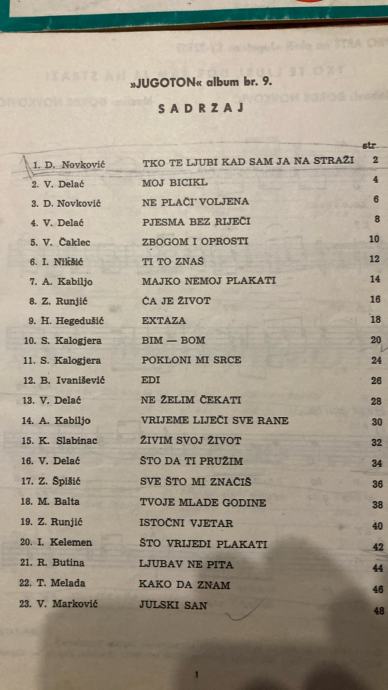 »JUGOTON« album br. 9.
SADRZAJ
str.
1. D. Novković TKO TE LJUBI KAD SAM JA NA STRAŽI 2
2. V. Delać MOJ BICIKL 4
3. D. Novković NE PLAČI VOLJENA 6
4. V. Delać PJESMA BEZ RIJEČI 8
5. V. Čaklec ZBOGOM I OPROSTI 10
6. I. Nikšić TI TO ZNAŠ 12
7. A. Kabiljo MAJKO NEMOJ PLAKATI 14
8. Z. Runjić ČA JE ŽIVOT 16
9. H. Hegedušić EXTAZA 18
10. S. Kalogjera BIM — BOM 20
11. S. Kalogjera POKLONI MI SRCE 24
12. B. Ivanišević EDI 26
13. V. Delać NE ŽELIM ČEKATI 28
14. A. Kabiljo VRIJEME LIJEČI SVE RANE 30
15. K. Slabinac ŽIVIM SVOJ ŽIVOT 32
16. V. Delać ŠTO DA TI PRUŽIM 34
17. Z. Špišić SVE ŠTO MI ZNAČIŠ 36
18. M. Balta TVOJE MLADE GODINE 38
19. Z. Runjić ISTOČNI VJETAR 40
20. I. Kelemen ŠTO VRIJEDI PLAKATI 42
21. R. Butina LJUBAV NE PITA 44
22. T. Melada KAKO DA ZNAM 46
23. V. Marković JULSKI SAN 48
1